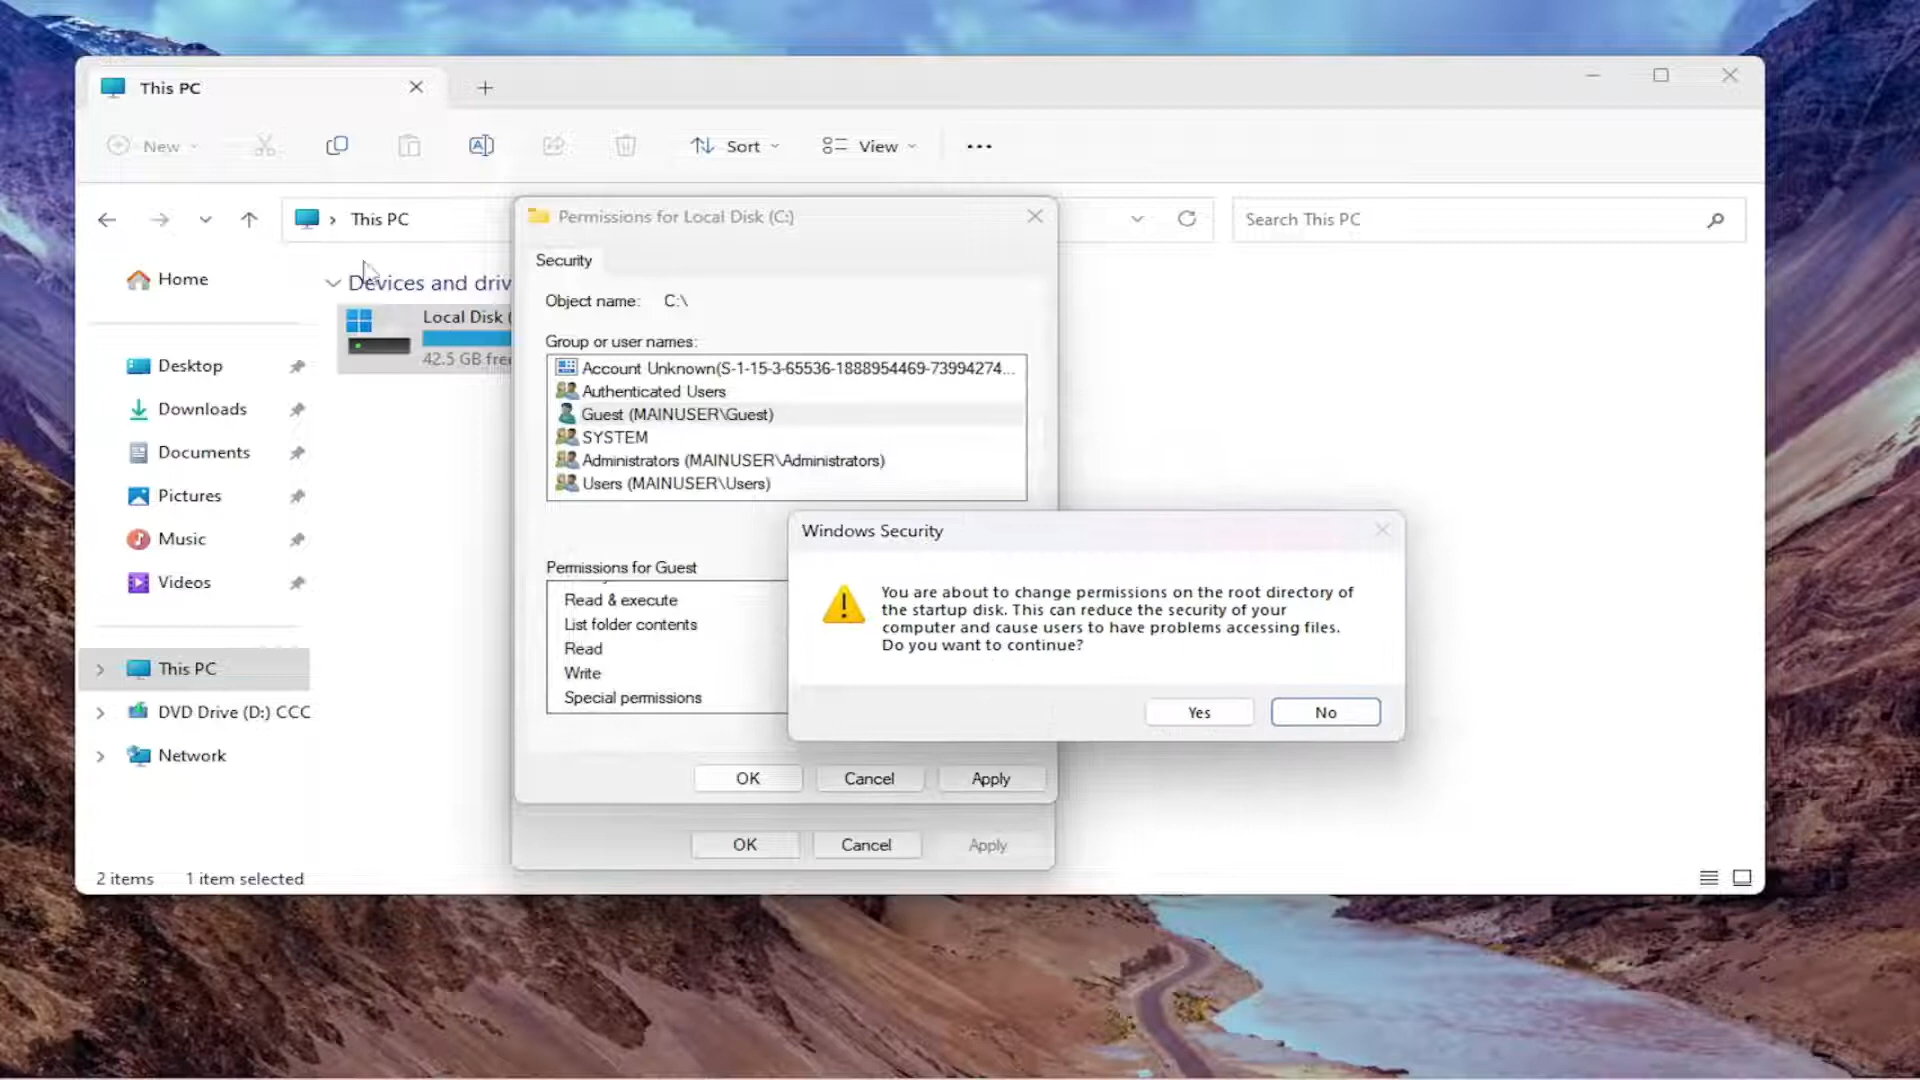 This PC
New
Sort
View
This PC
Search This PC
Home
Desktop
Downloads
Documents
Pictures
Music
Videos
This PC
DVD Drive (D:) CCC
Network
Devices and driv
Local Disk (
42.5 GB free
Permissions for Local Disk (C:)
Security
Object name: C:\
Group or user names:
Account Unknown(S-1-15-3-65536-1888954469-73994274...
Authenticated Users
Guest (MAINUSER\Guest)
SYSTEM
Administrators (MAINUSER\Administrators)
Users (MAINUSER\Users)
Permissions for Guest
Read & execute
List folder contents
Read
Write
Special permissions
OK Cancel Apply
OK Cancel Apply
Windows Security
You are about to change permissions on the root directory of
the startup disk. This can reduce the security of your
computer and cause users to have problems accessing files.
Do you want to continue?
Yes No
2 items 1 item selected